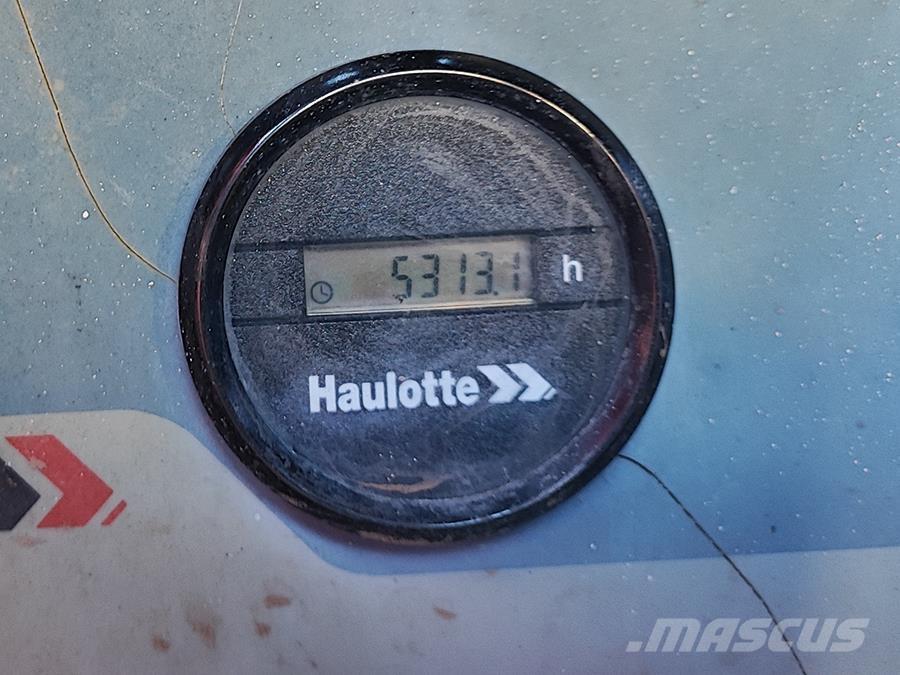 5313.1 h
Haulotte
.MASCUS